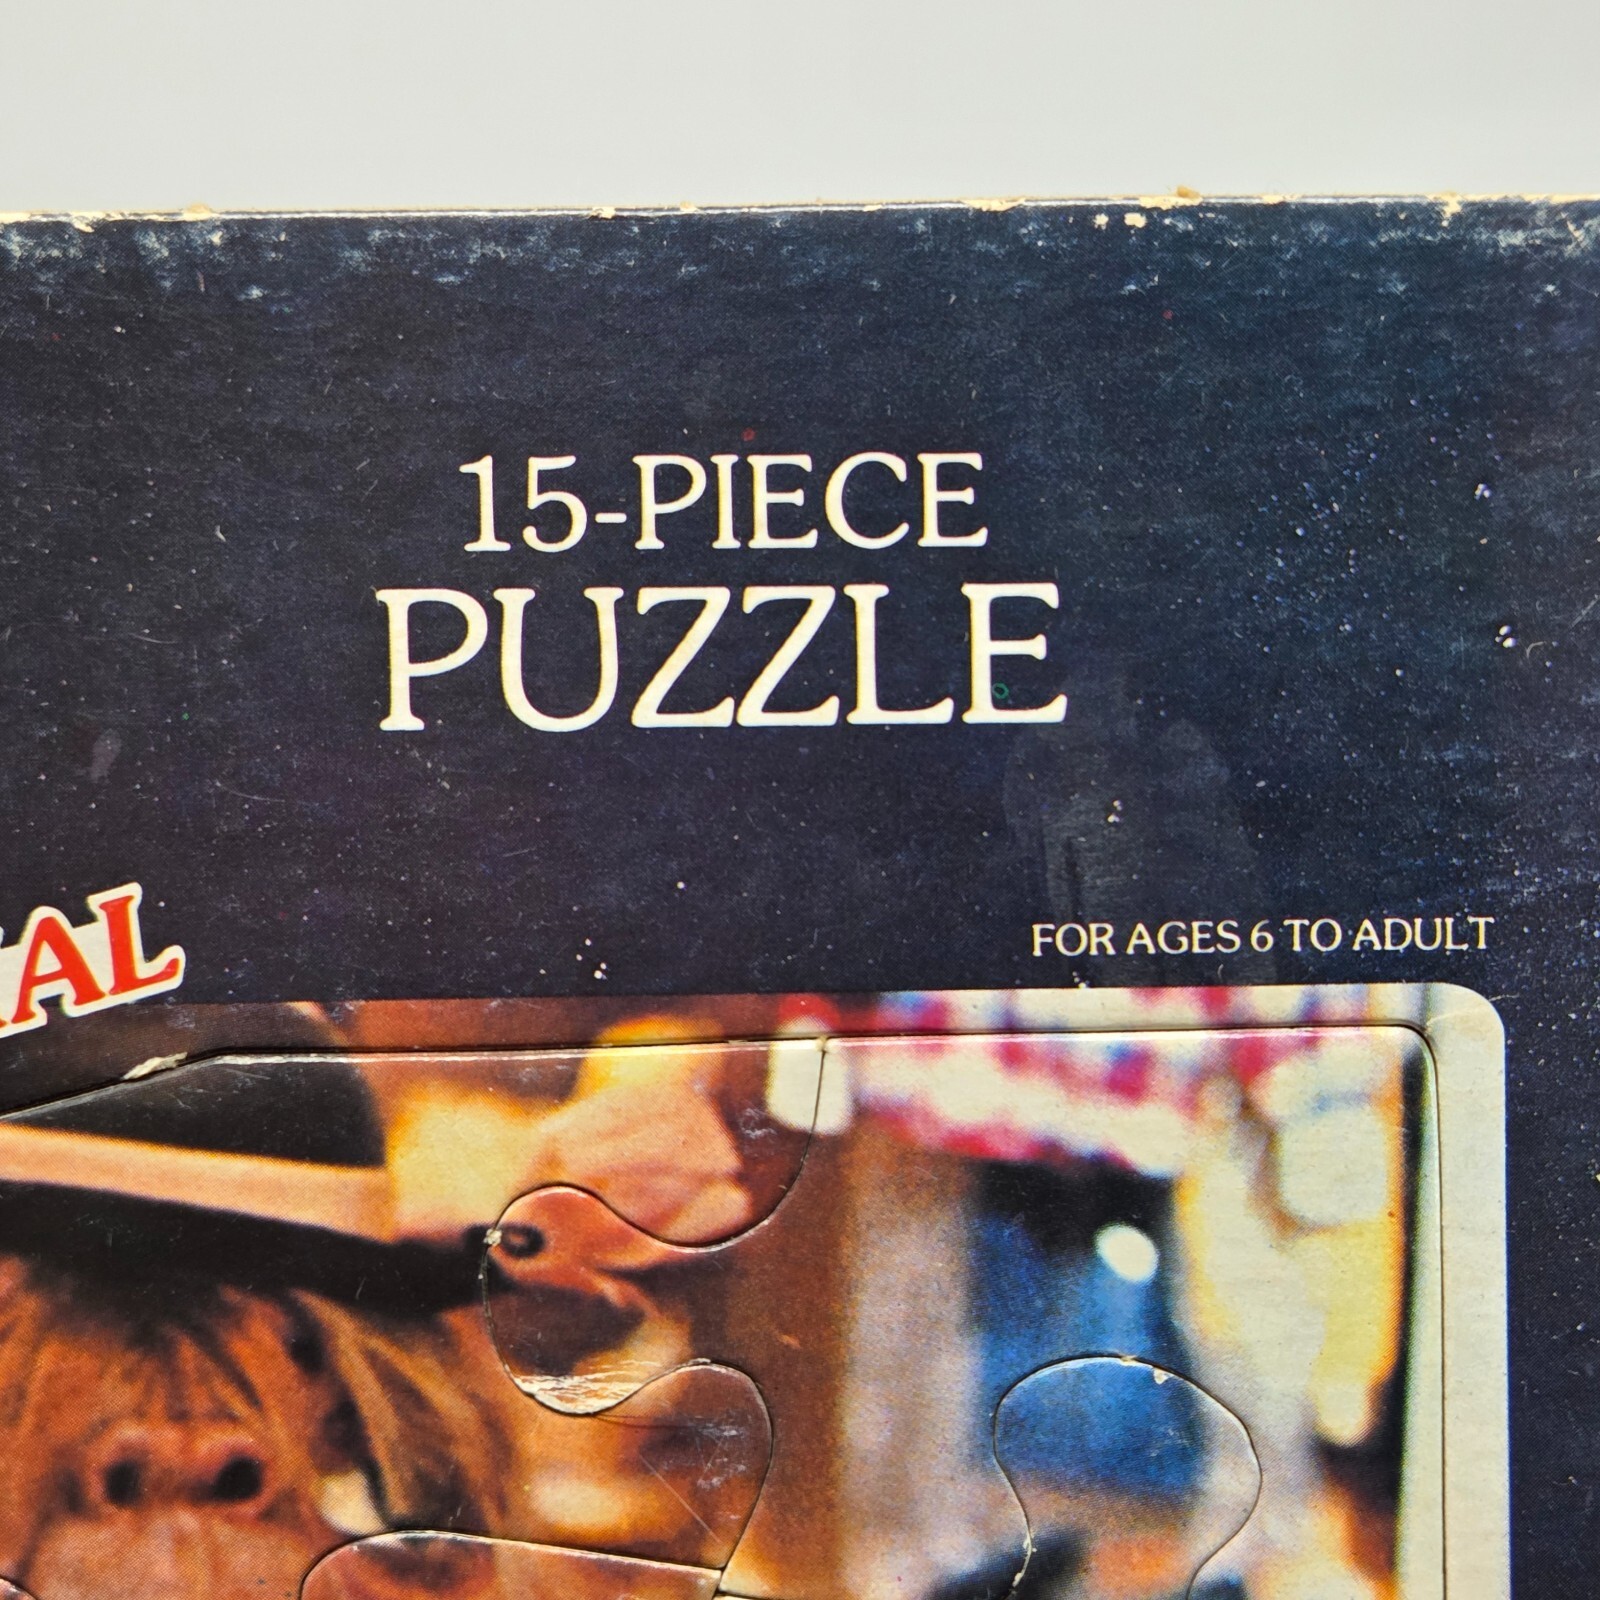 15-PIECE
PUZZLE
FOR AGES 6 TO ADULT